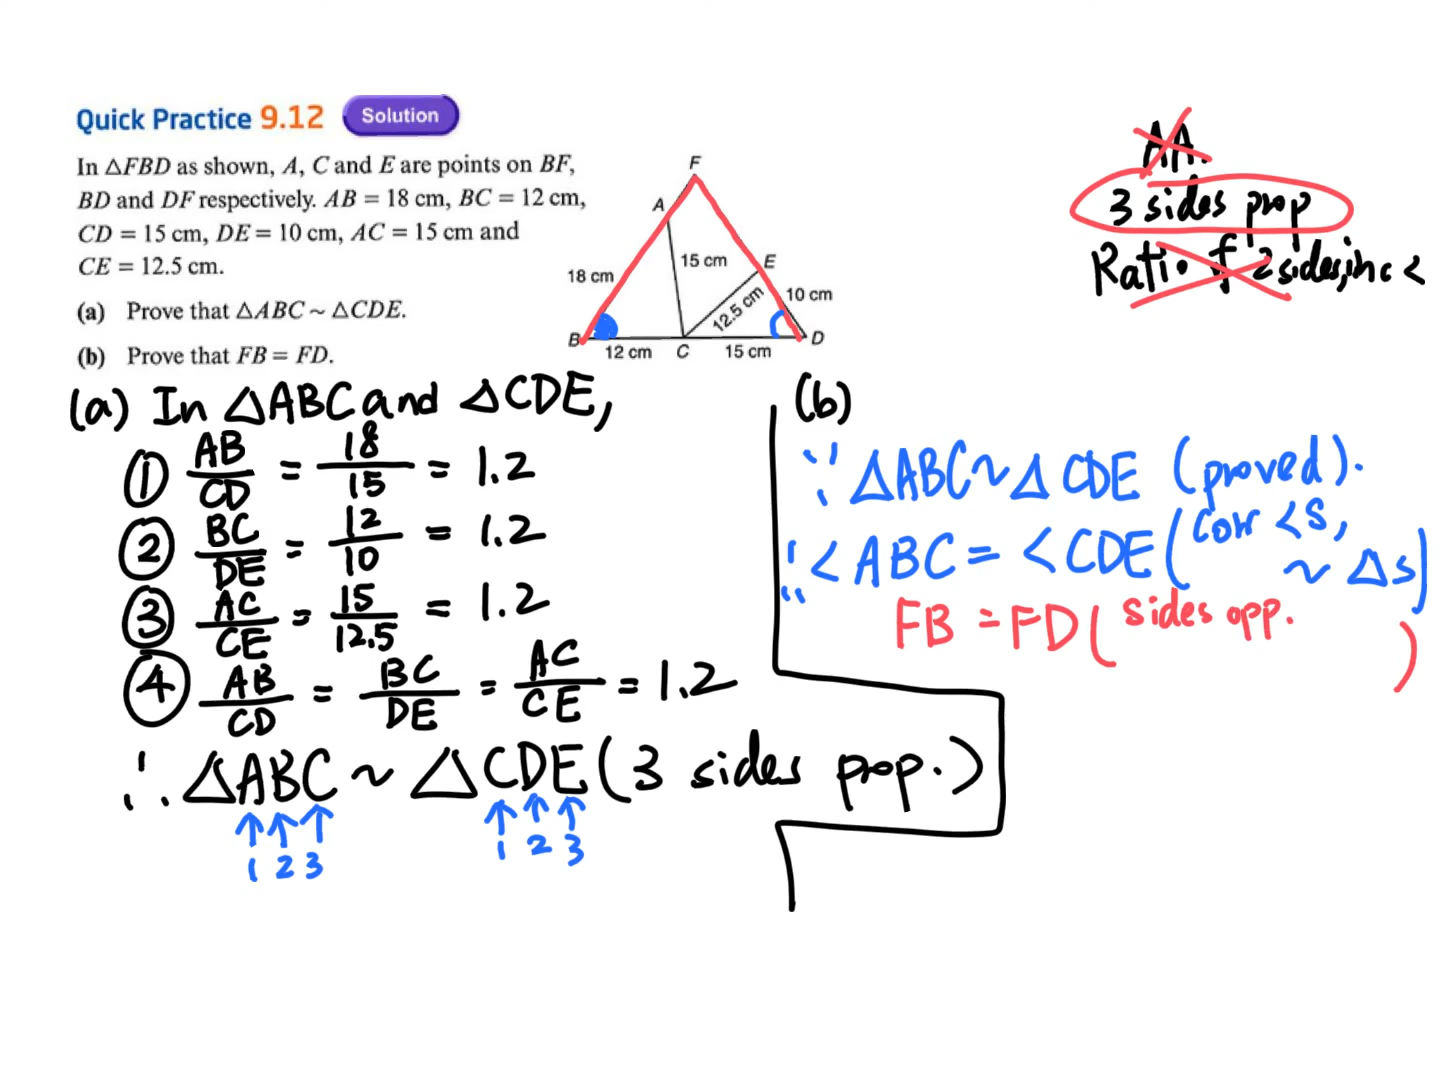 Quick Practice 9.12 Solution
In △FBD as shown, A, C and E are points on BF,
BD and DF respectively. AB = 18 cm, BC = 12 cm,
CD = 15 cm, DE = 10 cm, AC = 15 cm and
CE = 12.5 cm.
(a) Prove that △ABC ~ △CDE.
(b) Prove that FB = FD.
F
A
E
B
C
D
18 cm
15 cm
12.5 cm
10 cm
12 cm
15 cm
AA.
3 sides prop
Ratio of 2 sides, inc <
(a) In △ABC and △CDE,
① AB/CD = 18/15 = 1.2
② BC/DE = 12/10 = 1.2
③ AC/CE = 15/12.5 = 1.2
④ AB/CD = BC/DE = AC/CE = 1.2
∴ △ABC ~ △CDE (3 sides prop.)
↑ ↑ ↑ ↑ ↑ ↑
1 2 3 1 2 3
(b)
∵ △ABC ~ △CDE (proved).
∴ <ABC = <CDE (corr <s, ~ △s)
FB = FD (sides opp. )